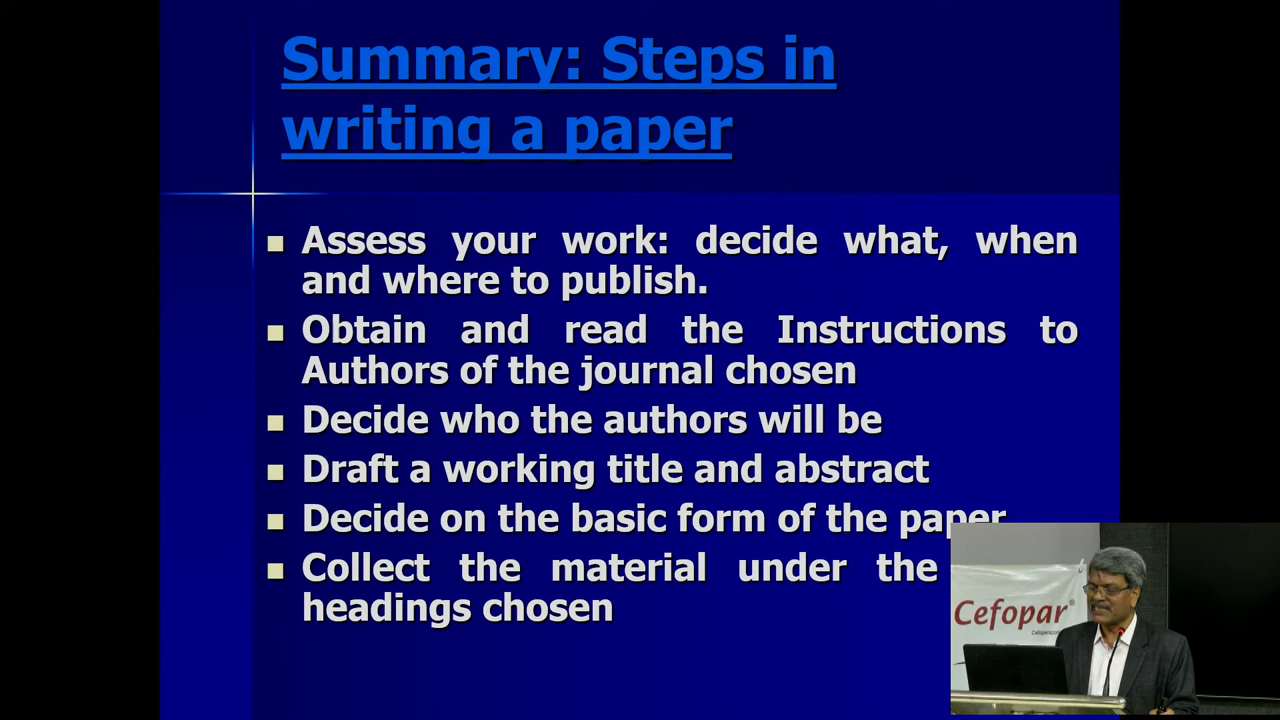 Summary: Steps in
writing a paper
Assess your work: decide what, when
and where to publish.
Obtain and read the Instructions to
Authors of the journal chosen
Decide who the authors will be
Draft a working title and abstract
Decide on the basic form of the paper
Collect the material under the
headings chosen
Cefopar®